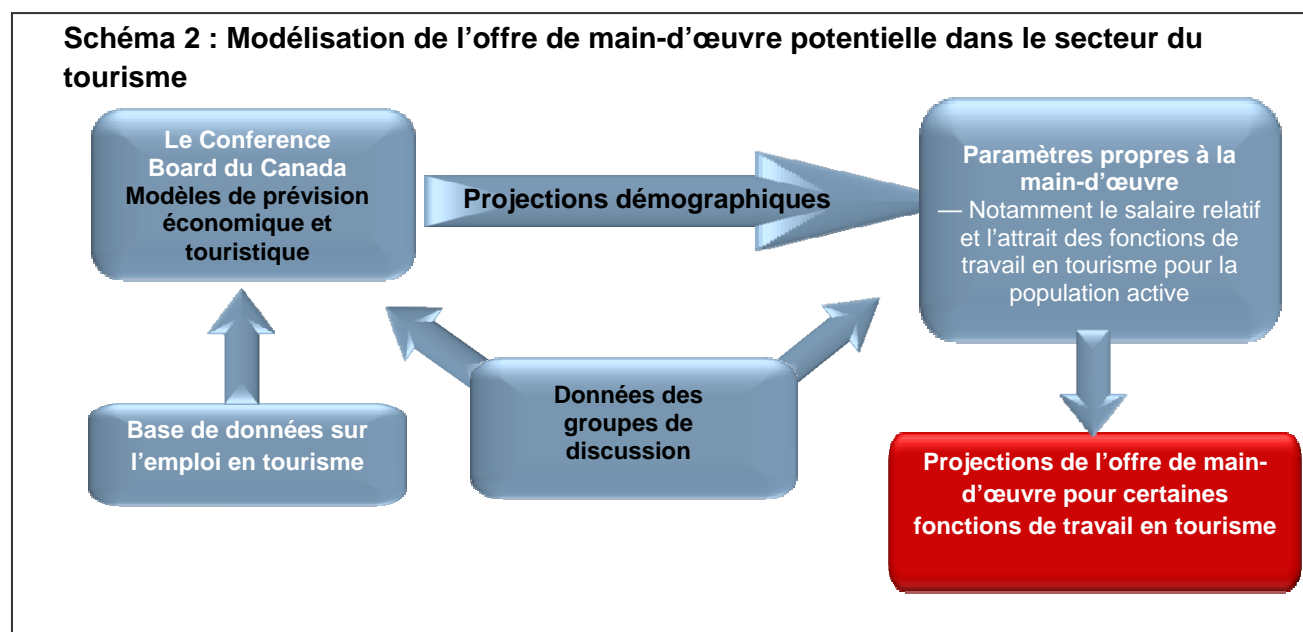 Schéma 2 : Modélisation de l’offre de main-d’œuvre potentielle dans le secteur du
tourisme
Le Conference
Board du Canada
Modèles de prévision
économique et
touristique
Projections démographiques
Paramètres propres à la
main-d’œuvre
— Notamment le salaire relatif
et l’attrait des fonctions de
travail en tourisme pour la
population active
Base de données sur
l’emploi en tourisme
Données des
groupes de
discussion
Projections de l’offre de main-
d’œuvre pour certaines
fonctions de travail en tourisme